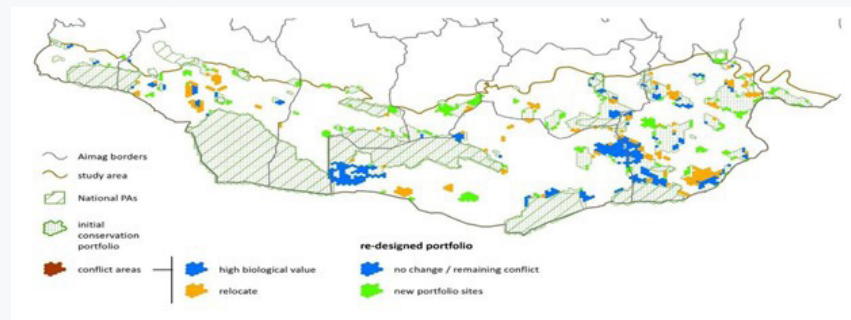 Aimag borders
study area
National PAs
initial
conservation
portfolio
conflict areas
high biological value
relocate
re-designed portfolio
no change / remaining conflict
new portfolio sites